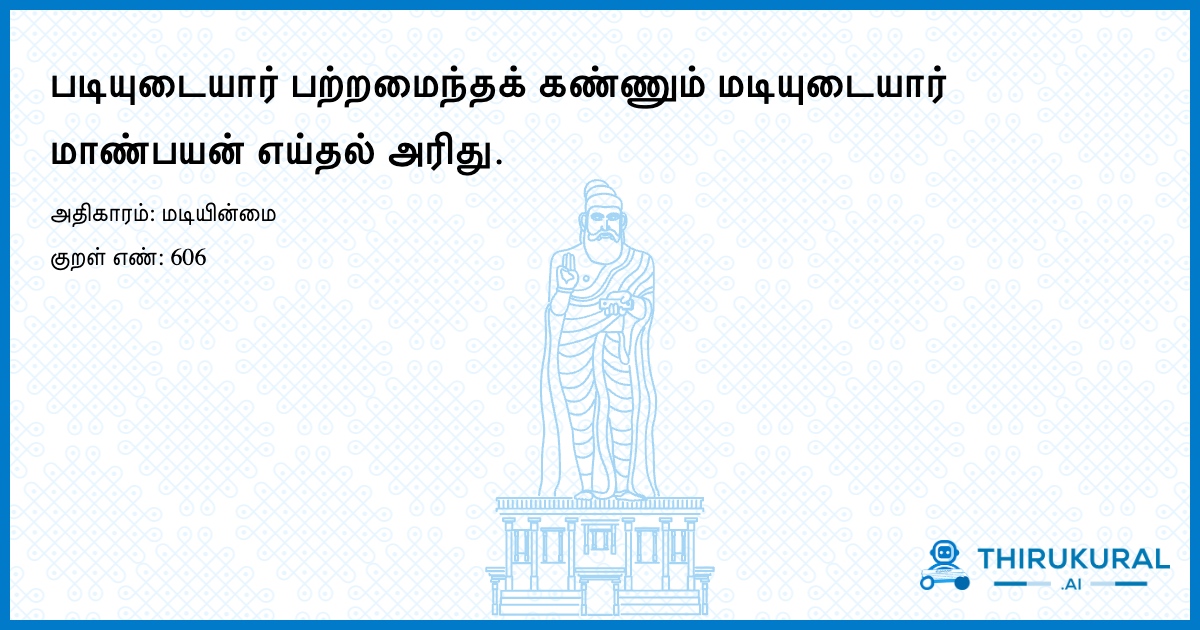 படியுடையார் பற்றமைந்தக் கண்ணும் மடியுடையார்
மாண்பயன் எய்தல் அரிது.
அதிகாரம்: மடியின்மை
குறள் எண்: 606
THIRUKURAL
.AI